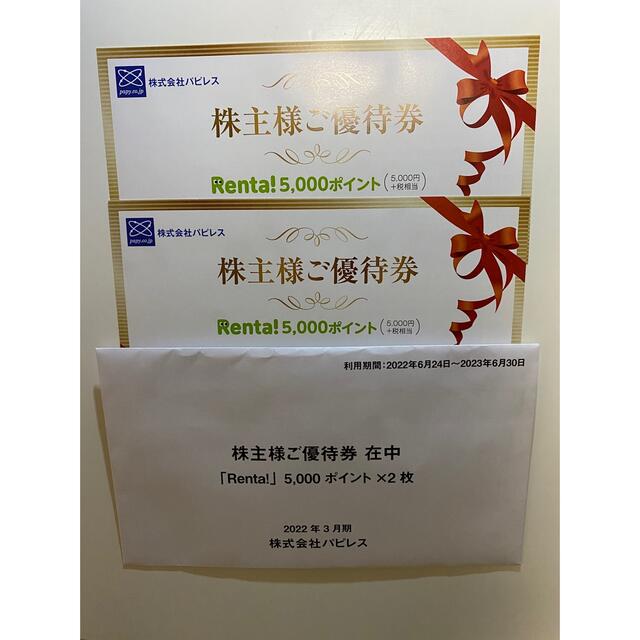 papy.co.jp
株式会社パピレス
株主様ご優待券
Renta! 5,000ポイント (5,000円+税相当)
papy.co.jp
株式会社パピレス
株主様ご優待券
Renta! 5,000ポイント (5,000円+税相当)
利用期間:2022年6月24日~2023年6月30日
株主様ご優待券 在中
「Renta!」 5,000 ポイント ×2 枚
2022 年 3 月期
株式会社パピレス